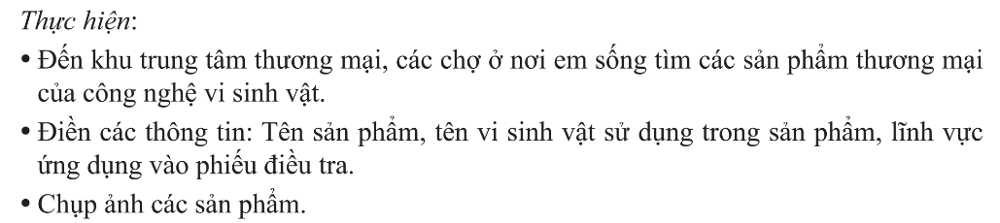 Thực hiện:
• Đến khu trung tâm thương mại, các chợ ở nơi em sống tìm các sản phẩm thương mại
của công nghệ vi sinh vật.
• Điền các thông tin: Tên sản phẩm, tên vi sinh vật sử dụng trong sản phẩm, lĩnh vực
ứng dụng vào phiếu điều tra.
• Chụp ảnh các sản phẩm.